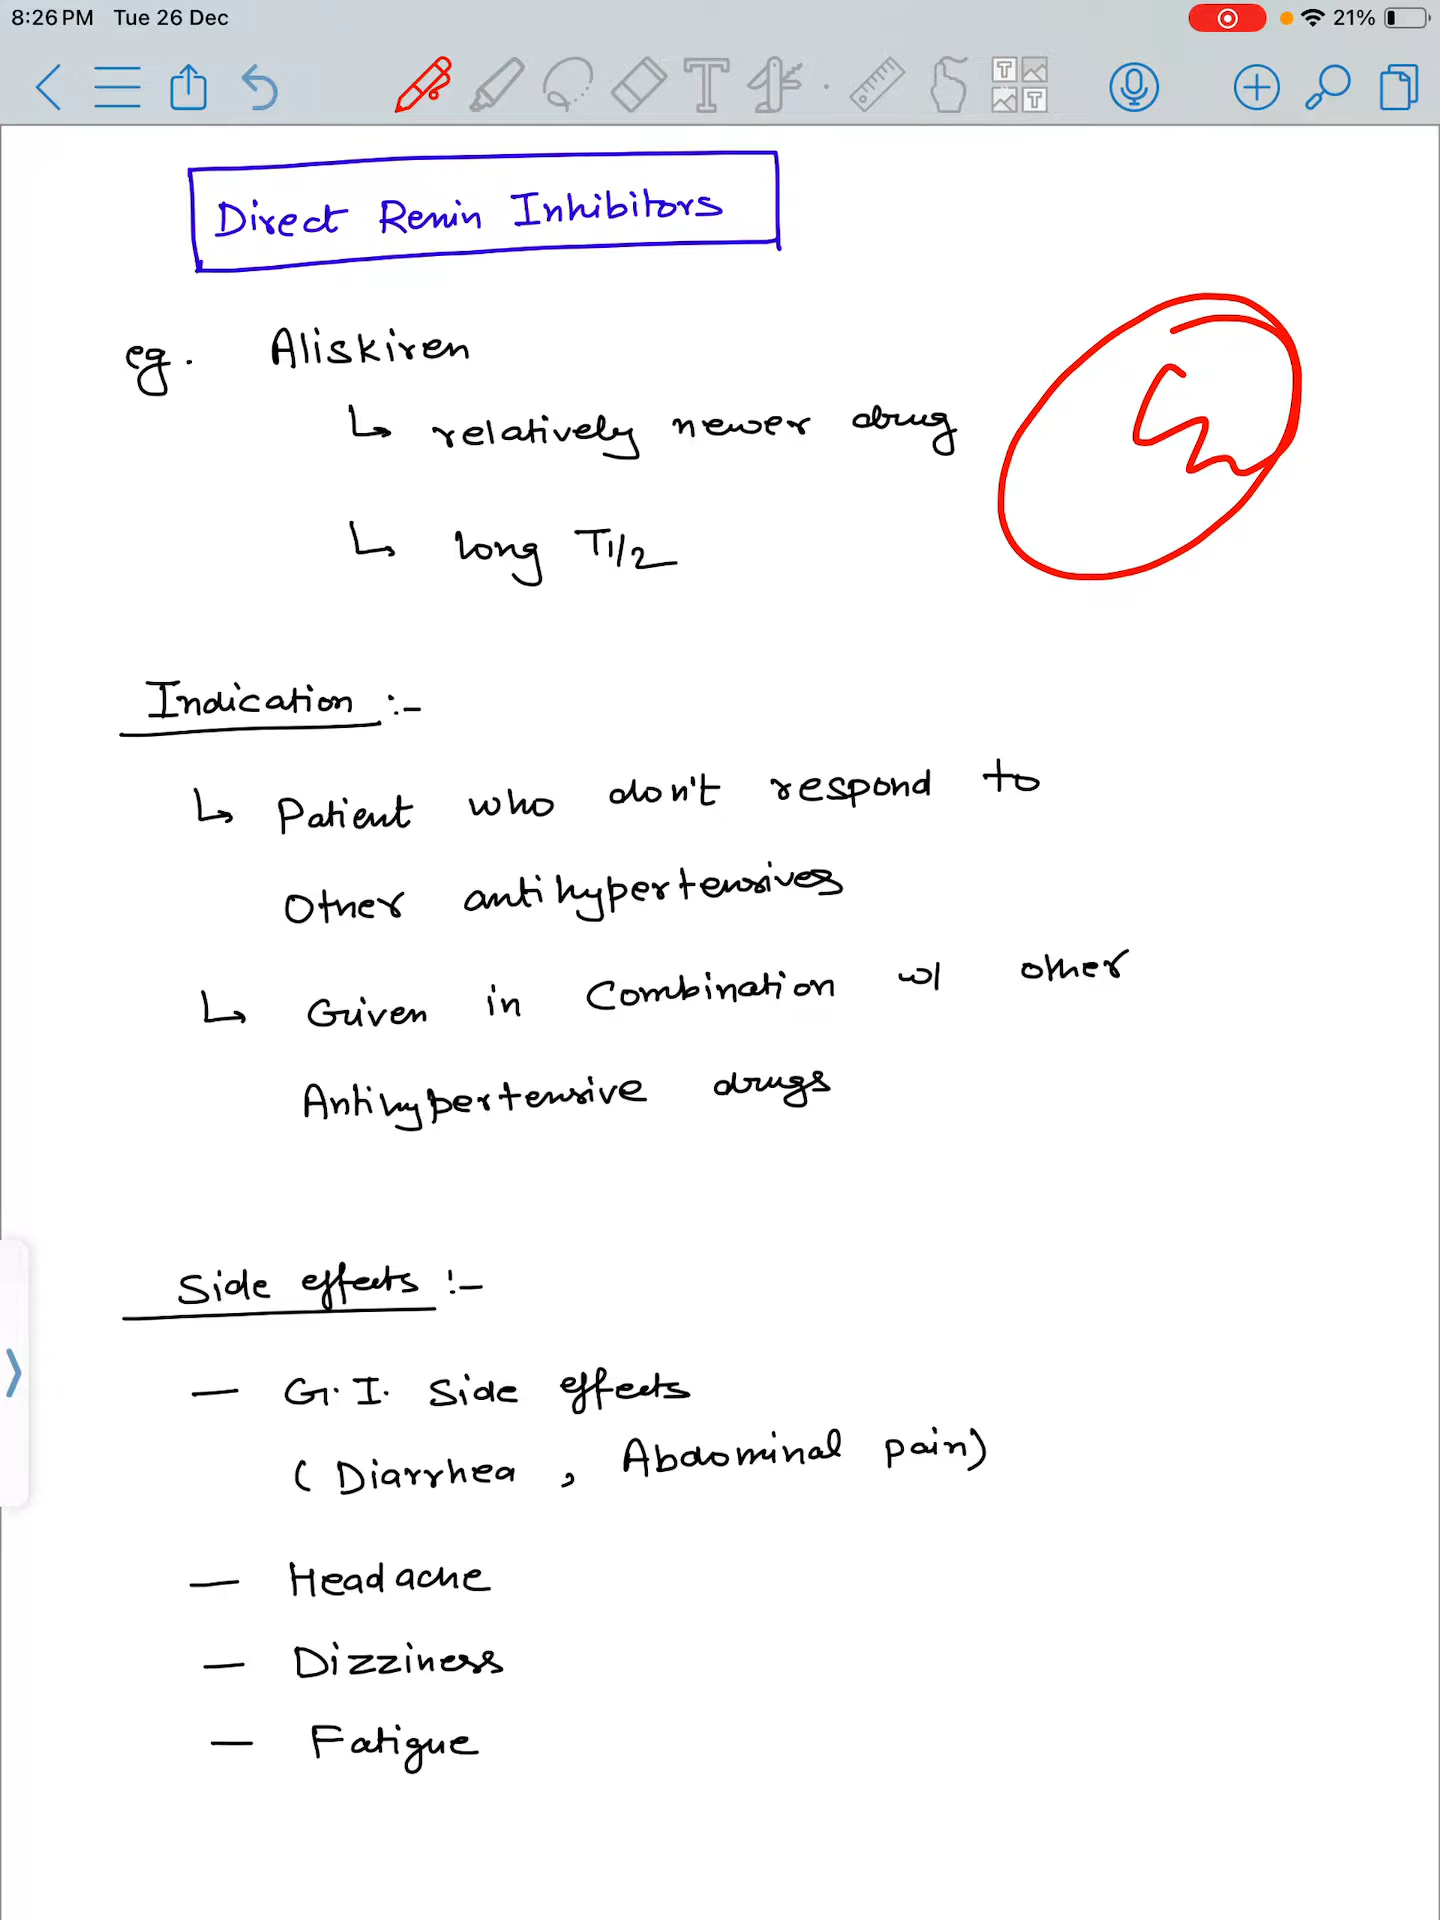 8:26 PM Tue 26 Dec 21%
Direct Renin Inhibitors
eg. Aliskiren
↳ relatively newer drug
↳ long T1/2
Indication :-
↳ Patient who don't respond to
Other antihypertensives
↳ Given in Combination w/ other
Antihypertensive drugs
Side effects :-
— G.I. Side effects
(Diarrhea, Abdominal pain)
— Headache
— Dizziness
— Fatigue